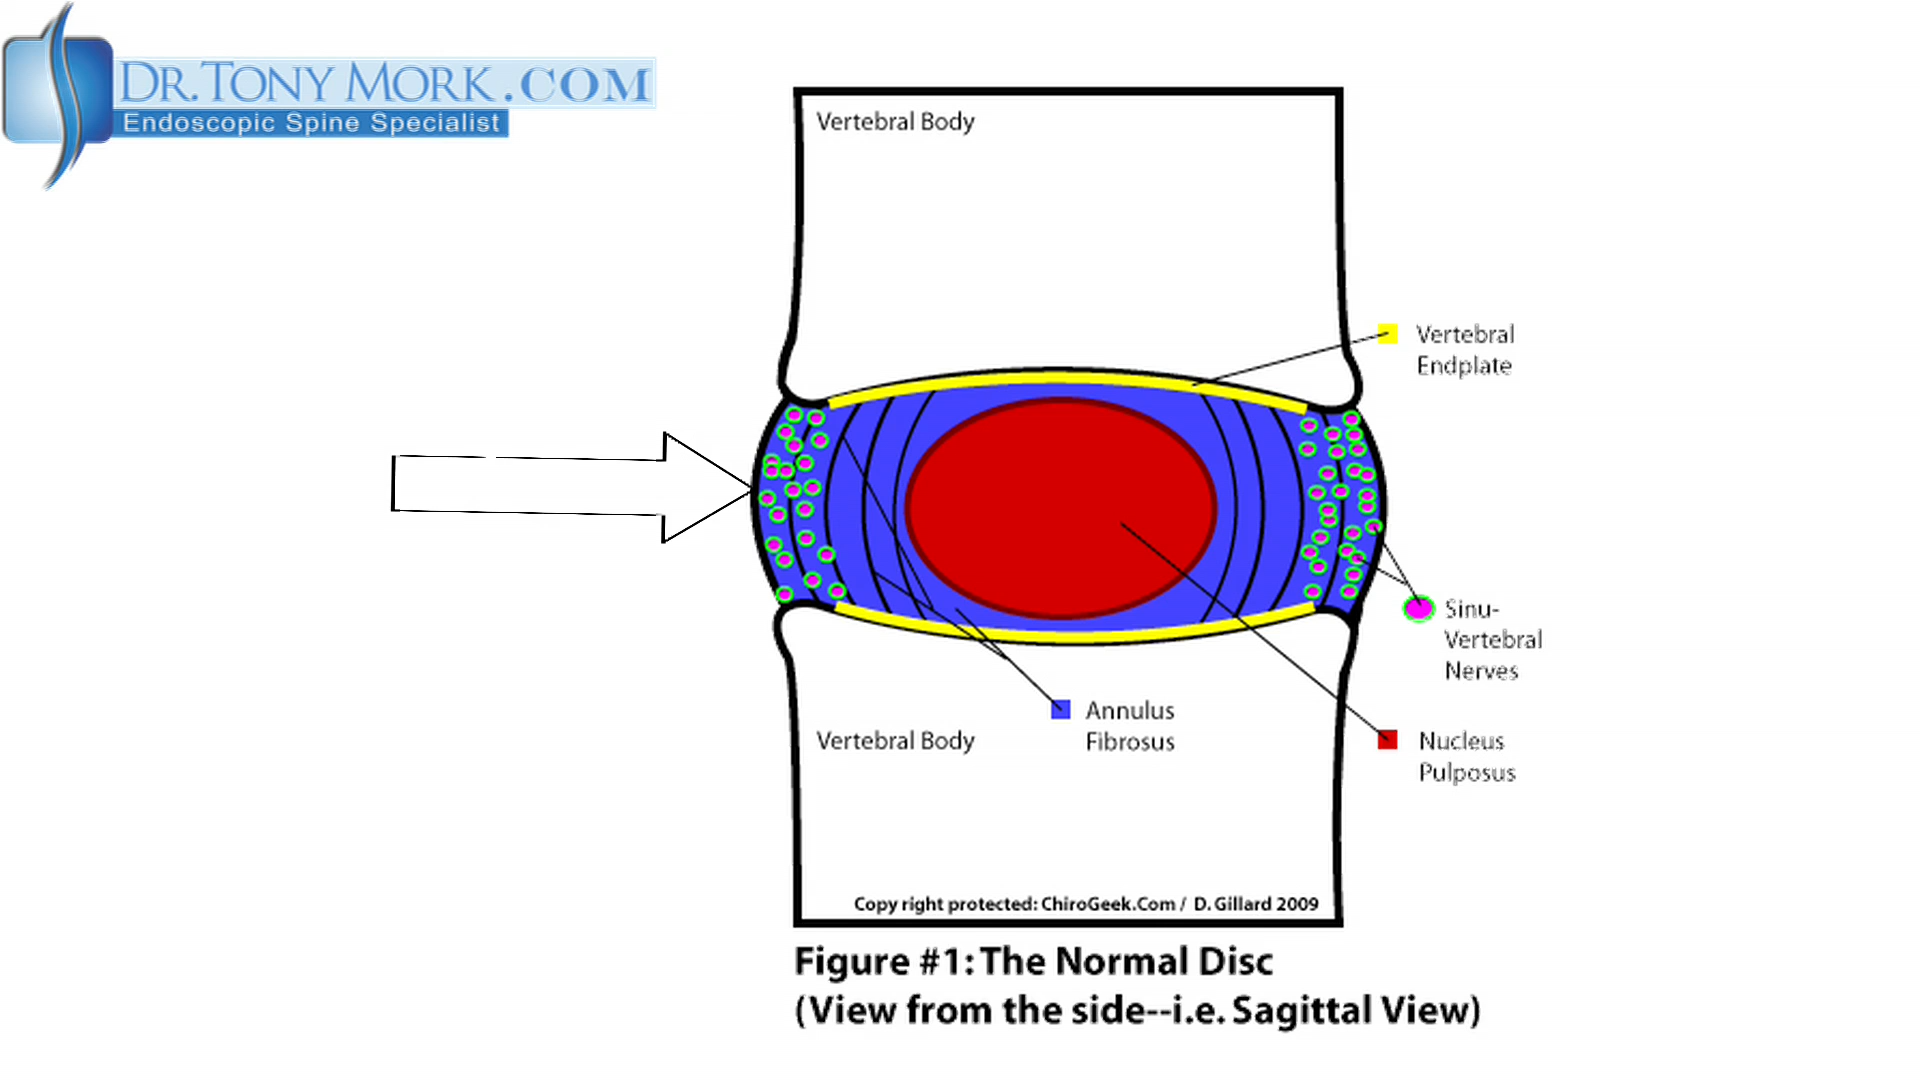 DR.TONY MORK.COM
Endoscopic Spine Specialist
Vertebral Body
Vertebral
Endplate
Sinu-
Vertebral
Nerves
Annulus
Fibrosus
Vertebral Body
Nucleus
Pulposus
Copy right protected: ChiroGeek.Com / D. Gillard 2009
Figure #1: The Normal Disc
(View from the side--i.e. Sagittal View)